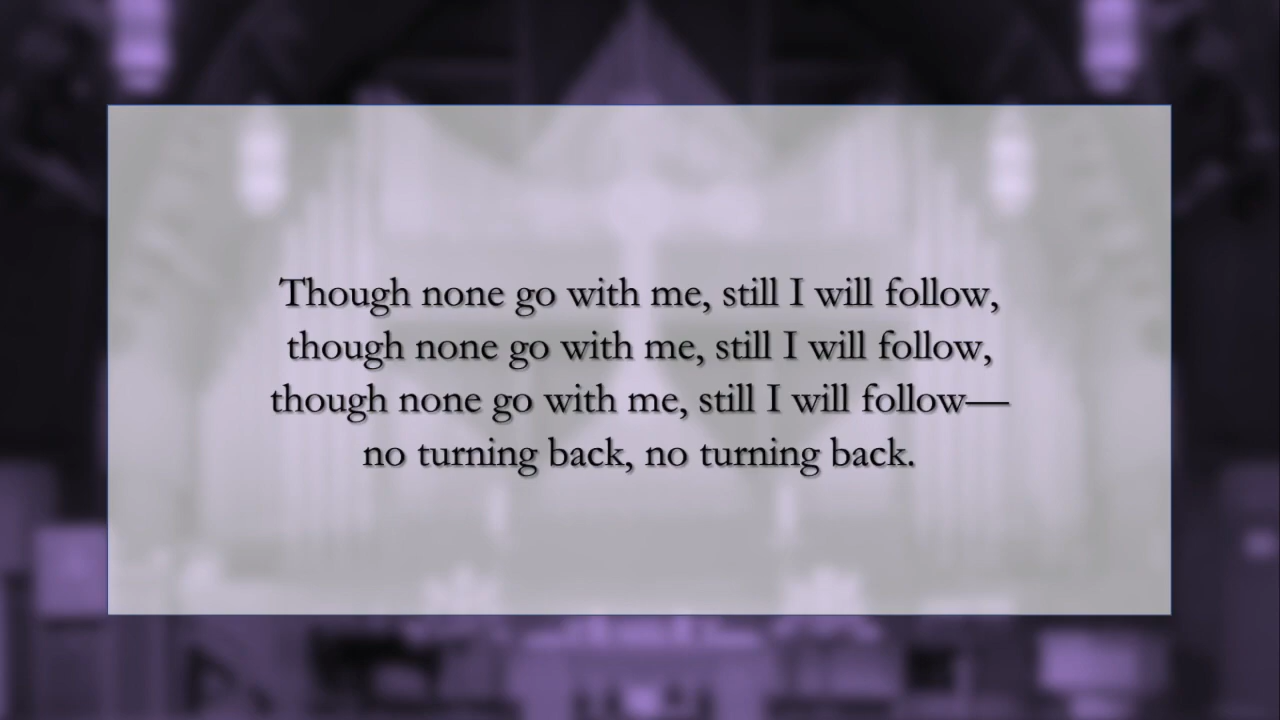 Though none go with me, still I will follow,
though none go with me, still I will follow,
though none go with me, still I will follow—
no turning back, no turning back.